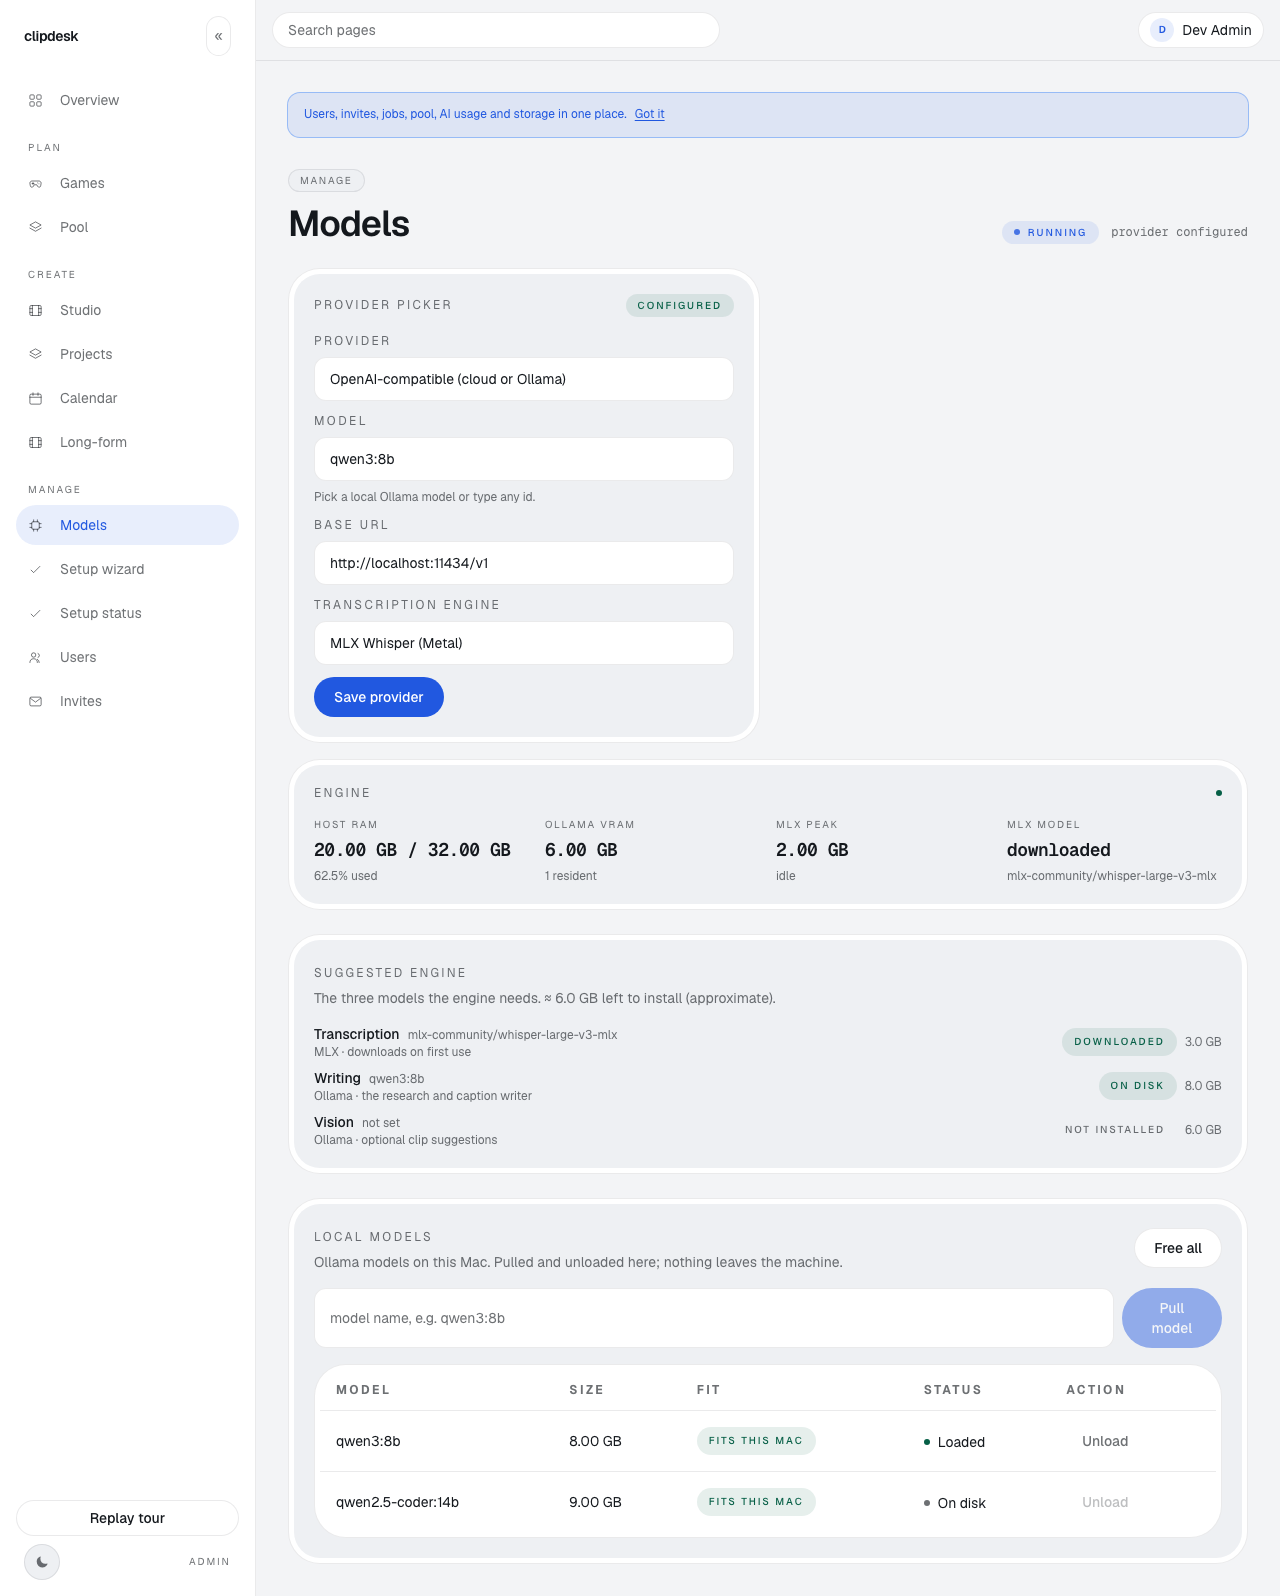 clipdesk
«
Search pages
D
Dev Admin
Overview
PLAN
Games
Pool
CREATE
Studio
Projects
Calendar
Long-form
MANAGE
Models
Setup wizard
Setup status
Users
Invites
Replay tour
ADMIN
Users, invites, jobs, pool, AI usage and storage in one place. Got it
MANAGE
Models
RUNNING
provider configured
PROVIDER PICKER
CONFIGURED
PROVIDER
OpenAI-compatible (cloud or Ollama)
MODEL
qwen3:8b
Pick a local Ollama model or type any id.
BASE URL
http://localhost:11434/v1
TRANSCRIPTION ENGINE
MLX Whisper (Metal)
Save provider
ENGINE
HOST RAM
20.00 GB / 32.00 GB
62.5% used
OLLAMA VRAM
6.00 GB
1 resident
MLX PEAK
2.00 GB
idle
MLX MODEL
downloaded
mlx-community/whisper-large-v3-mlx
SUGGESTED ENGINE
The three models the engine needs. ≈ 6.0 GB left to install (approximate).
Transcription mlx-community/whisper-large-v3-mlx
MLX · downloads on first use
DOWNLOADED 3.0 GB
Writing qwen3:8b
Ollama · the research and caption writer
ON DISK 8.0 GB
Vision not set
Ollama · optional clip suggestions
NOT INSTALLED 6.0 GB
LOCAL MODELS
Ollama models on this Mac. Pulled and unloaded here; nothing leaves the machine.
Free all
model name, e.g. qwen3:8b
Pull
model
MODEL SIZE FIT STATUS ACTION
qwen3:8b 8.00 GB FITS THIS MAC Loaded Unload
qwen2.5-coder:14b 9.00 GB FITS THIS MAC On disk Unload